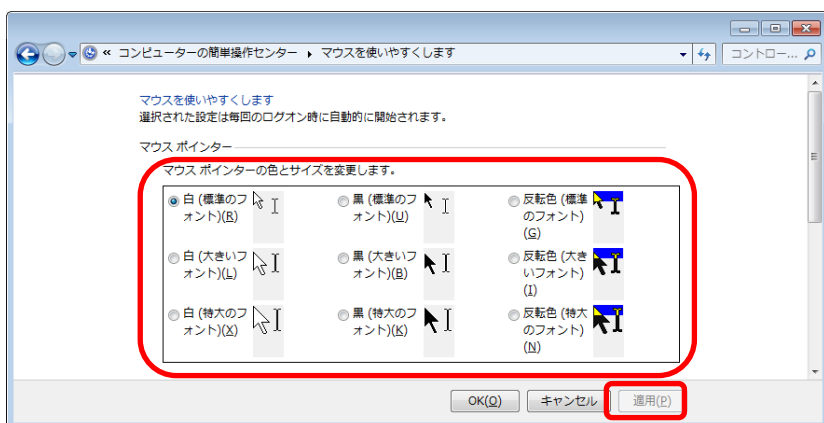 « コンピューターの簡単操作センター ▸ マウスを使いやすくします
コントロー...
マウスを使いやすくします
選択された設定は毎回のログオン時に自動的に開始されます。
マウス ポインター
マウス ポインターの色とサイズを変更します。
白 (標準のフ
ォント)(R)
黒 (標準のフ
ォント)(U)
反転色 (標準
のフォント)
(G)
白 (大きいフ
ォント)(L)
黒 (大きいフ
ォント)(B)
反転色 (大き
いフォント)
(I)
白 (特大のフ
ォント)(X)
黒 (特大のフ
ォント)(K)
反転色 (特大
のフォント)
(N)
OK(O) キャンセル 適用(P)